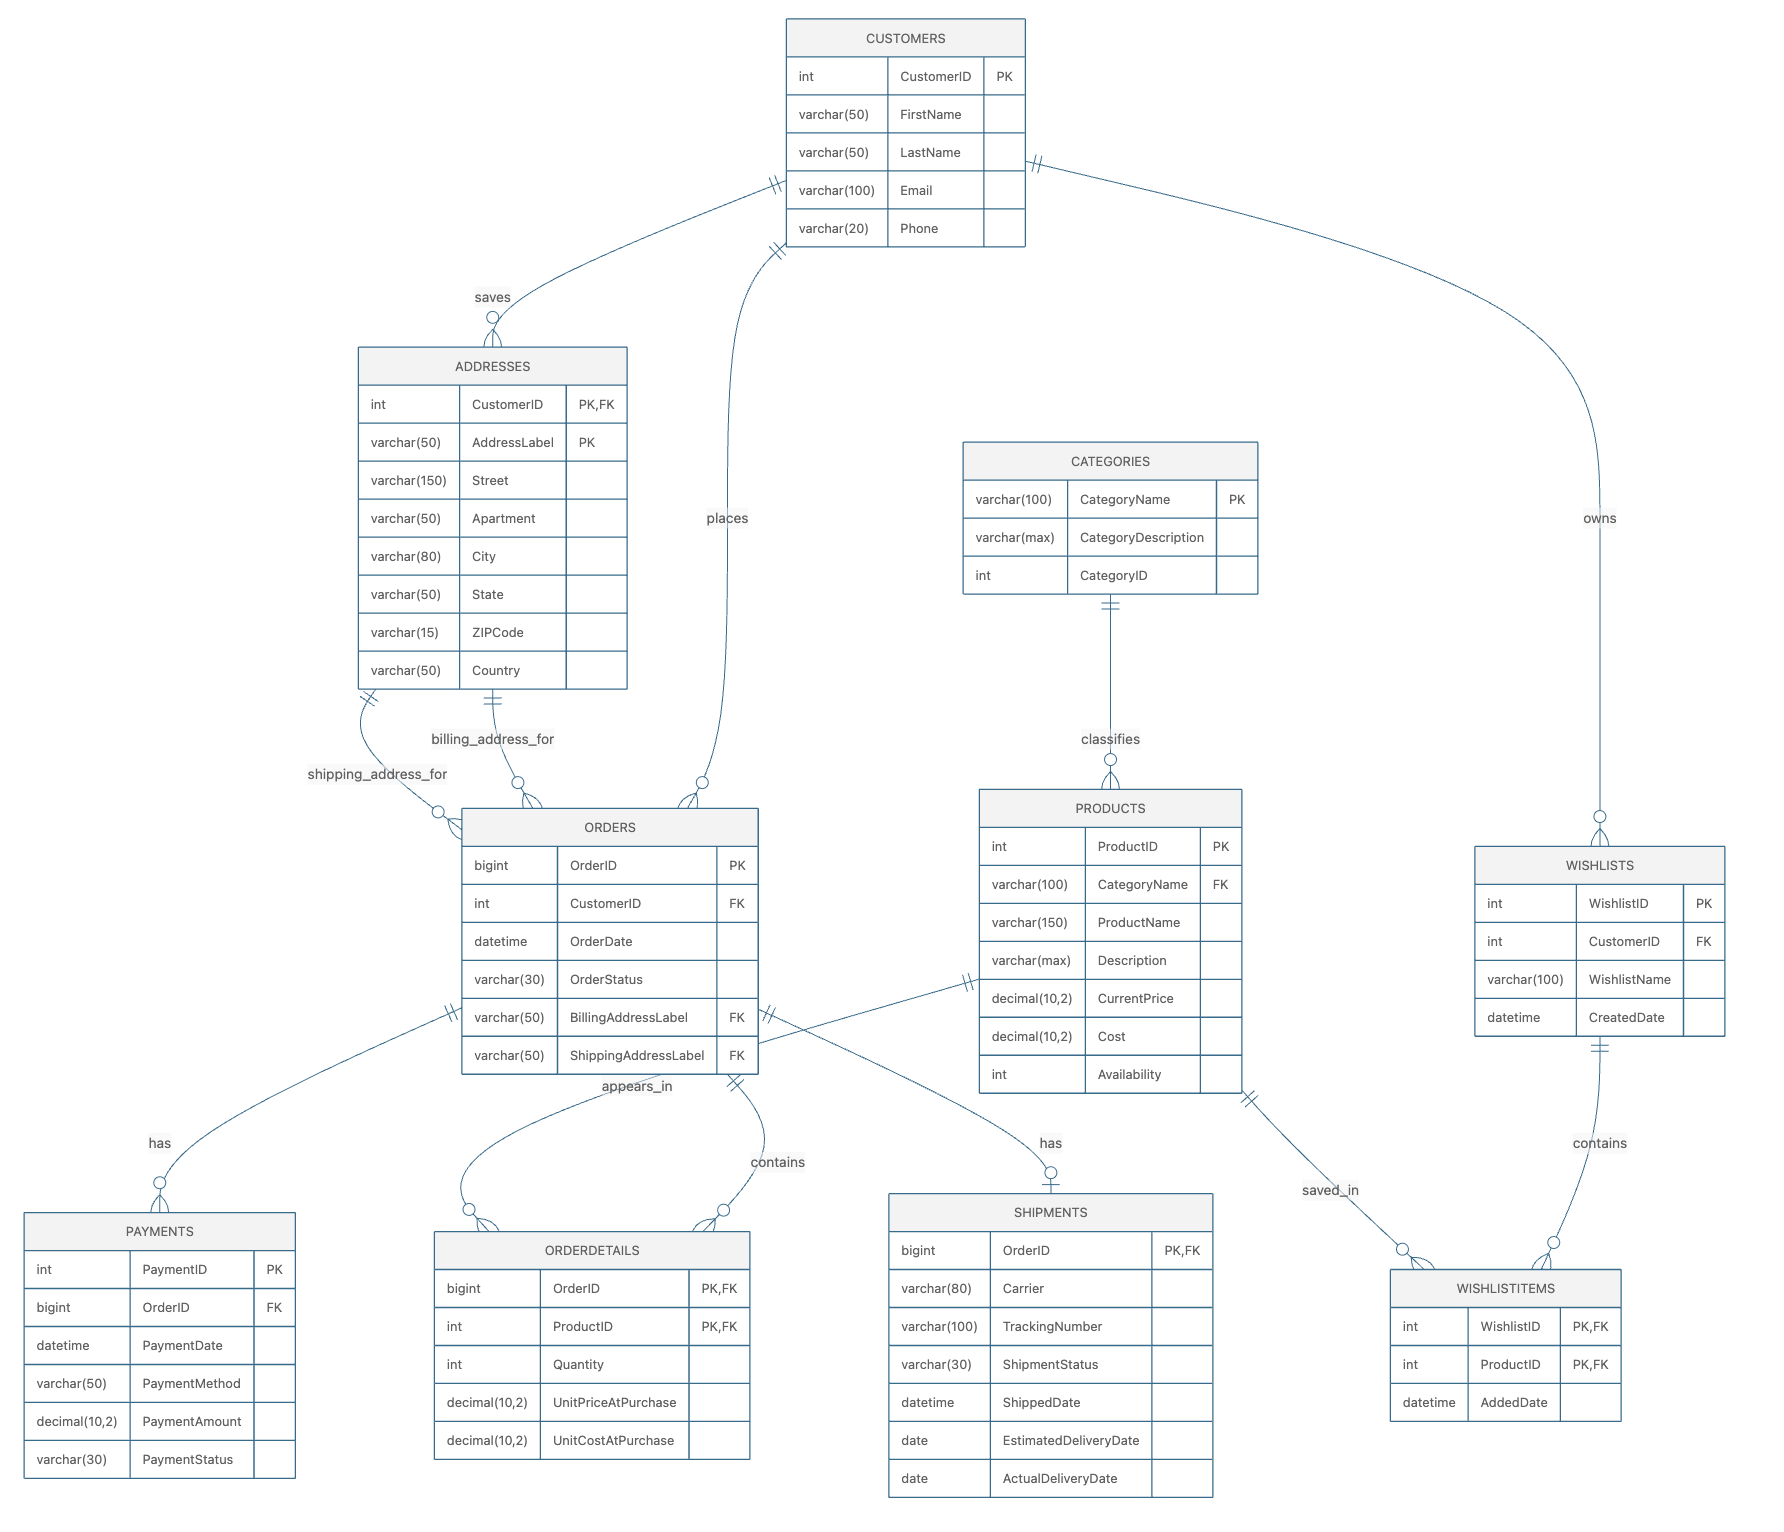 CUSTOMERS
int CustomerID PK
varchar(50) FirstName
varchar(50) LastName
varchar(100) Email
varchar(20) Phone
saves
places
owns
ADDRESSES
int CustomerID PK,FK
varchar(50) AddressLabel PK
varchar(150) Street
varchar(50) Apartment
varchar(80) City
varchar(50) State
varchar(15) ZIPCode
varchar(50) Country
CATEGORIES
varchar(100) CategoryName PK
varchar(max) CategoryDescription
int CategoryID
billing_address_for
shipping_address_for
classifies
ORDERS
bigint OrderID PK
int CustomerID FK
datetime OrderDate
varchar(30) OrderStatus
varchar(50) BillingAddressLabel FK
varchar(50) ShippingAddressLabel FK
PRODUCTS
int ProductID PK
varchar(100) CategoryName FK
varchar(150) ProductName
varchar(max) Description
decimal(10,2) CurrentPrice
decimal(10,2) Cost
int Availability
WISHLISTS
int WishlistID PK
int CustomerID FK
varchar(100) WishlistName
datetime CreatedDate
appears_in
has
contains
has
saved_in
contains
PAYMENTS
int PaymentID PK
bigint OrderID FK
datetime PaymentDate
varchar(50) PaymentMethod
decimal(10,2) PaymentAmount
varchar(30) PaymentStatus
ORDERDETAILS
bigint OrderID PK,FK
int ProductID PK,FK
int Quantity
decimal(10,2) UnitPriceAtPurchase
decimal(10,2) UnitCostAtPurchase
SHIPMENTS
bigint OrderID PK,FK
varchar(80) Carrier
varchar(100) TrackingNumber
varchar(30) ShipmentStatus
datetime ShippedDate
date EstimatedDeliveryDate
date ActualDeliveryDate
WISHLISTITEMS
int WishlistID PK,FK
int ProductID PK,FK
datetime AddedDate